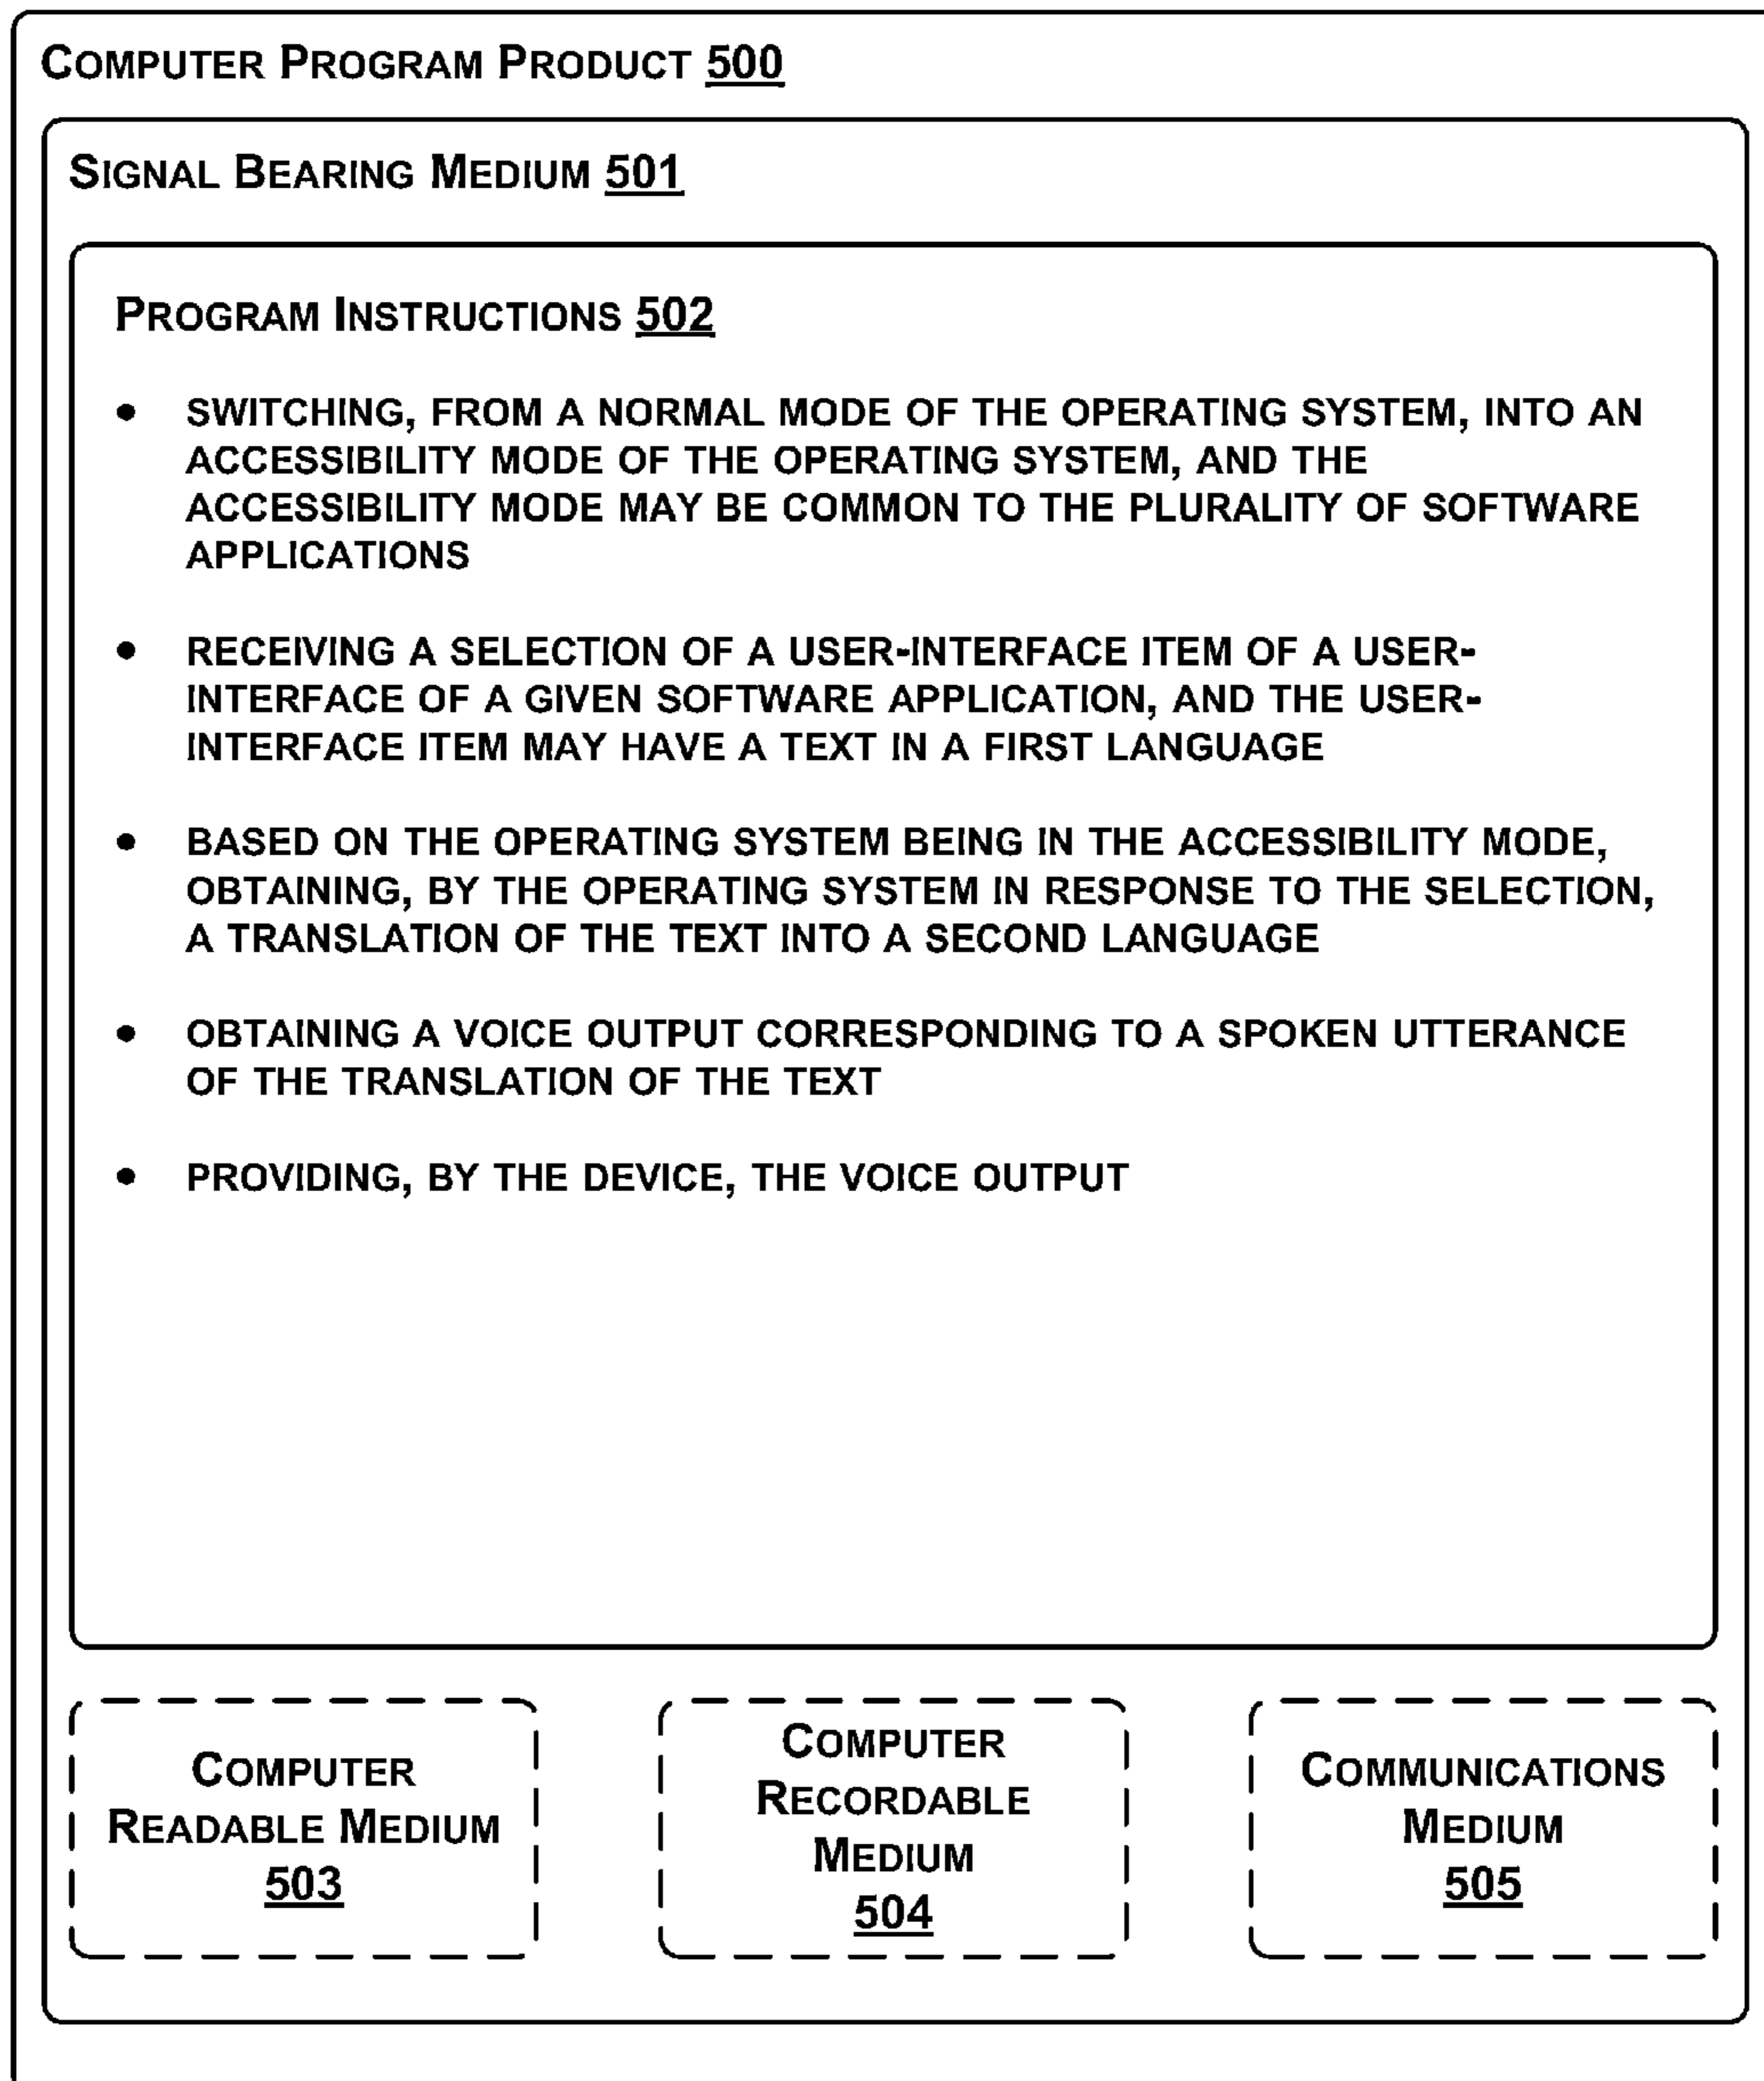 COMPUTER PROGRAM PRODUCT 500
SIGNAL BEARING MEDIUM 501
PROGRAM INSTRUCTIONS 502
• SWITCHING, FROM A NORMAL MODE OF THE OPERATING SYSTEM, INTO AN
ACCESSIBILITY MODE OF THE OPERATING SYSTEM, AND THE
ACCESSIBILITY MODE MAY BE COMMON TO THE PLURALITY OF SOFTWARE
APPLICATIONS
• RECEIVING A SELECTION OF A USER-INTERFACE ITEM OF A USER-
INTERFACE OF A GIVEN SOFTWARE APPLICATION, AND THE USER-
INTERFACE ITEM MAY HAVE A TEXT IN A FIRST LANGUAGE
• BASED ON THE OPERATING SYSTEM BEING IN THE ACCESSIBILITY MODE,
OBTAINING, BY THE OPERATING SYSTEM IN RESPONSE TO THE SELECTION,
A TRANSLATION OF THE TEXT INTO A SECOND LANGUAGE
• OBTAINING A VOICE OUTPUT CORRESPONDING TO A SPOKEN UTTERANCE
OF THE TRANSLATION OF THE TEXT
• PROVIDING, BY THE DEVICE, THE VOICE OUTPUT
COMPUTER
READABLE MEDIUM
503
COMPUTER
RECORDABLE
MEDIUM
504
COMMUNICATIONS
MEDIUM
505